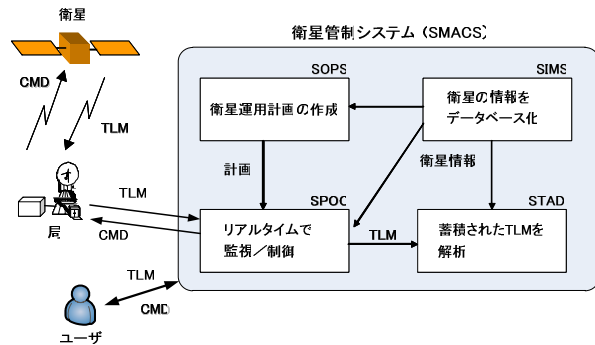 衛星
衛星管制システム (SMACS)
CMD
TLM
SOPS
衛星運用計画の作成
SIMS
衛星の情報を
データベース化
計画
衛星情報
局
TLM
CMD
SPOC
リアルタイムで
監視／制御
TLM
STAD
蓄積されたTLMを
解析
TLM
CMD
ユーザ